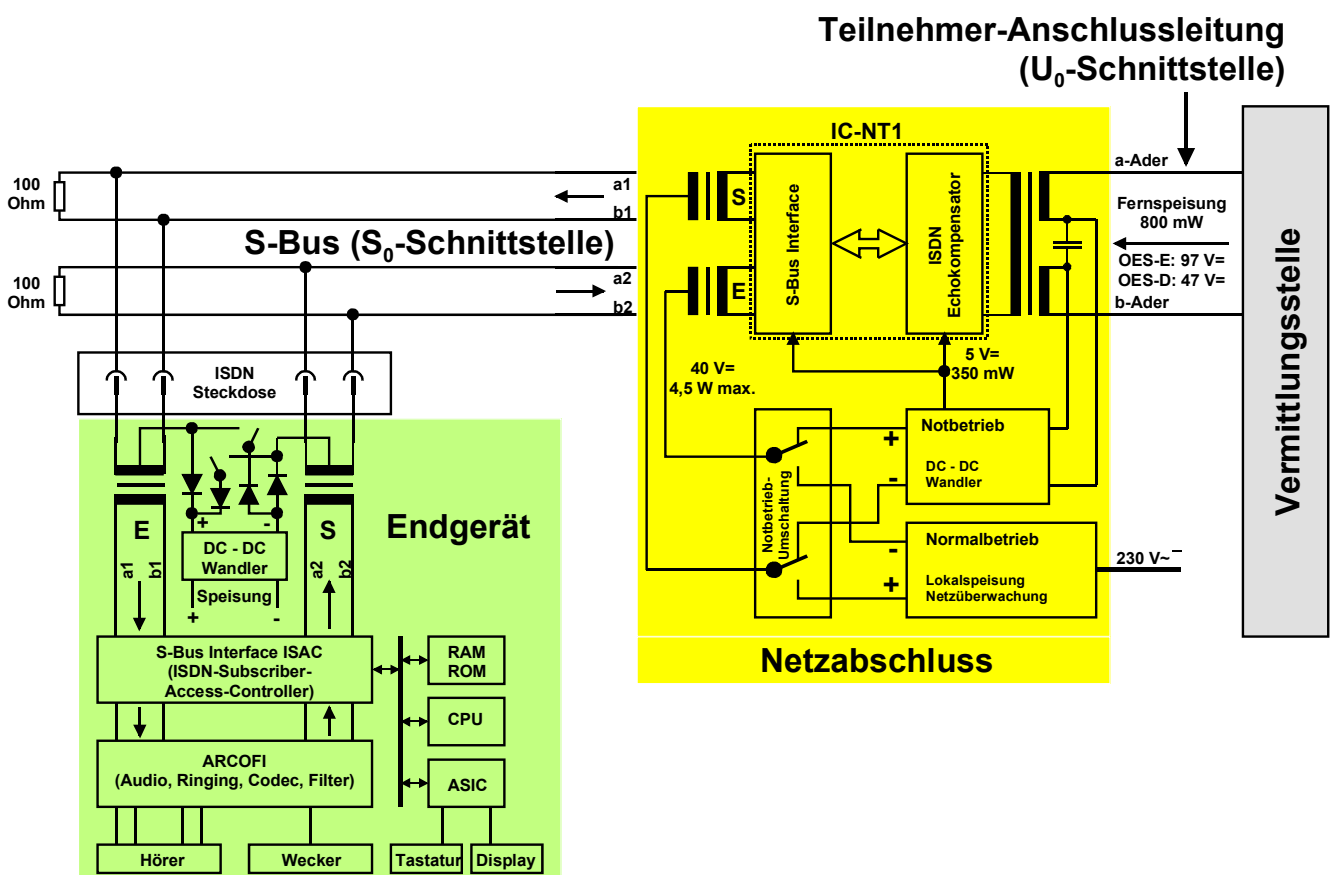 Teilnehmer-Anschlussleitung
(U0-Schnittstelle)
IC-NT1
a-Ader
100
Ohm
a1
b1
S
S-Bus Interface
ISDN
Echokompensator
Fernspeisung
800 mW
S-Bus (S0-Schnittstelle)
OES-E: 97 V=
OES-D: 47 V=
100
Ohm
a2
b2
E
b-Ader
Vermittlungsstelle
ISDN
Steckdose
40 V=
4,5 W max.
5 V=
350 mW
Notbetrieb-
Umschaltung
+
-
Notbetrieb
DC - DC
Wandler
-
+
Normalbetrieb
Lokalspeisung
Netzüberwachung
230 V~
Netzabschluss
Endgerät
E
a1
b1
+
-
DC - DC
Wandler
Speisung
+
-
S
a2
b2
S-Bus Interface ISAC
(ISDN-Subscriber-
Access-Controller)
RAM
ROM
CPU
ARCOFI
(Audio, Ringing, Codec, Filter)
ASIC
Hörer
Wecker
Tastatur
Display